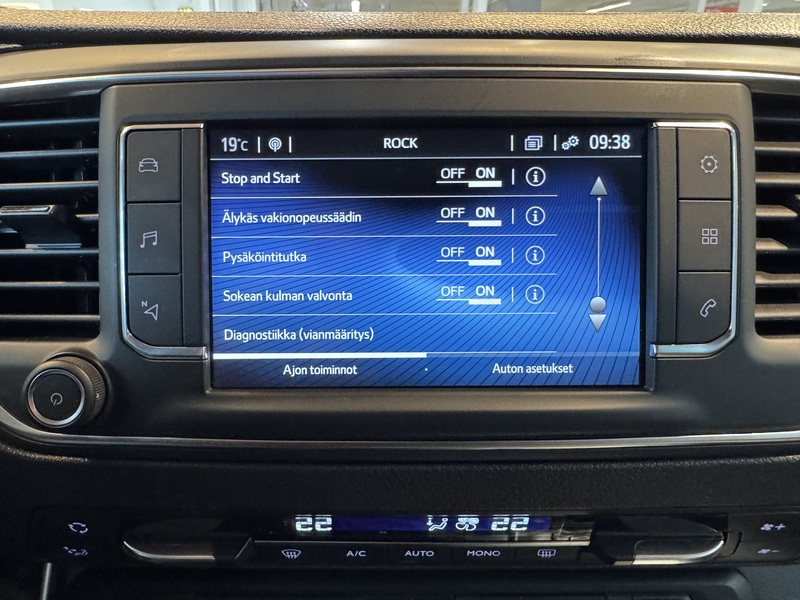 19°c ROCK 09:38
Stop and Start OFF ON i
Älykäs vakionopeussäädin OFF ON i
Pysäköintitutka OFF ON i
Sokean kulman valvonta OFF ON i
Diagnostiikka (vianmääritys)
Ajon toiminnot Auton asetukset
N
22 22
A/C AUTO MONO